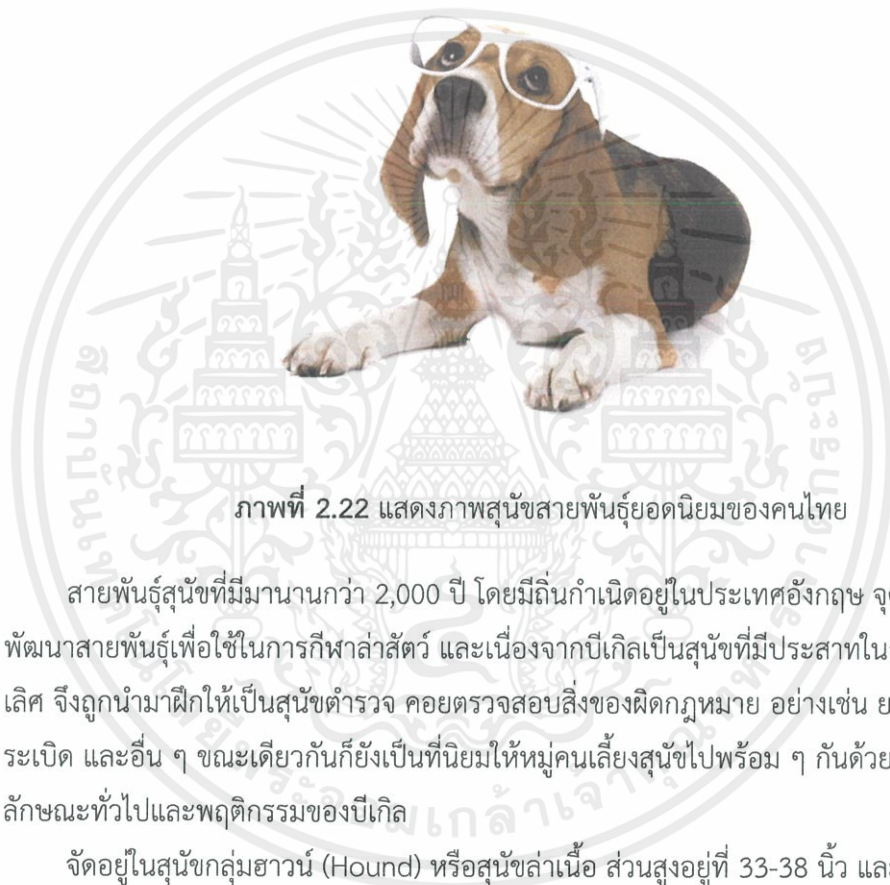 ภาพที่ 2.22 แสดงภาพสุนัขสายพันธุ์ยอดนิยมของคนไทย
สายพันธุ์สุนัขที่มีมานานกว่า 2,000 ปี โดยมีถิ่นกำเนิดอยู่ในประเทศอังกฤษ
พัฒนาสายพันธุ์เพื่อใช้ในการกีฬาล่าสัตว์ และเนื่องจากบีเกิลเป็นสุนัขที่มีประสาทใน
เลิศ จึงถูกนำมาฝึกให้เป็นสุนัขตำรวจ คอยตรวจสอบสิ่งของผิดกฎหมาย อย่างเช่น
ระเบิด และอื่น ๆ ขณะเดียวกันก็ยังเป็นที่นิยมให้หมู่คนเลี้ยงสุนัขไปพร้อม ๆ กันด้วย
ลักษณะทั่วไปและพฤติกรรมของบีเกิล
จัดอยู่ในสุนัขกลุ่มฮาวน์ (Hound) หรือสุนัขล่าเนื้อ ส่วนสูงอยู่ที่ 33-38 นิ้ว